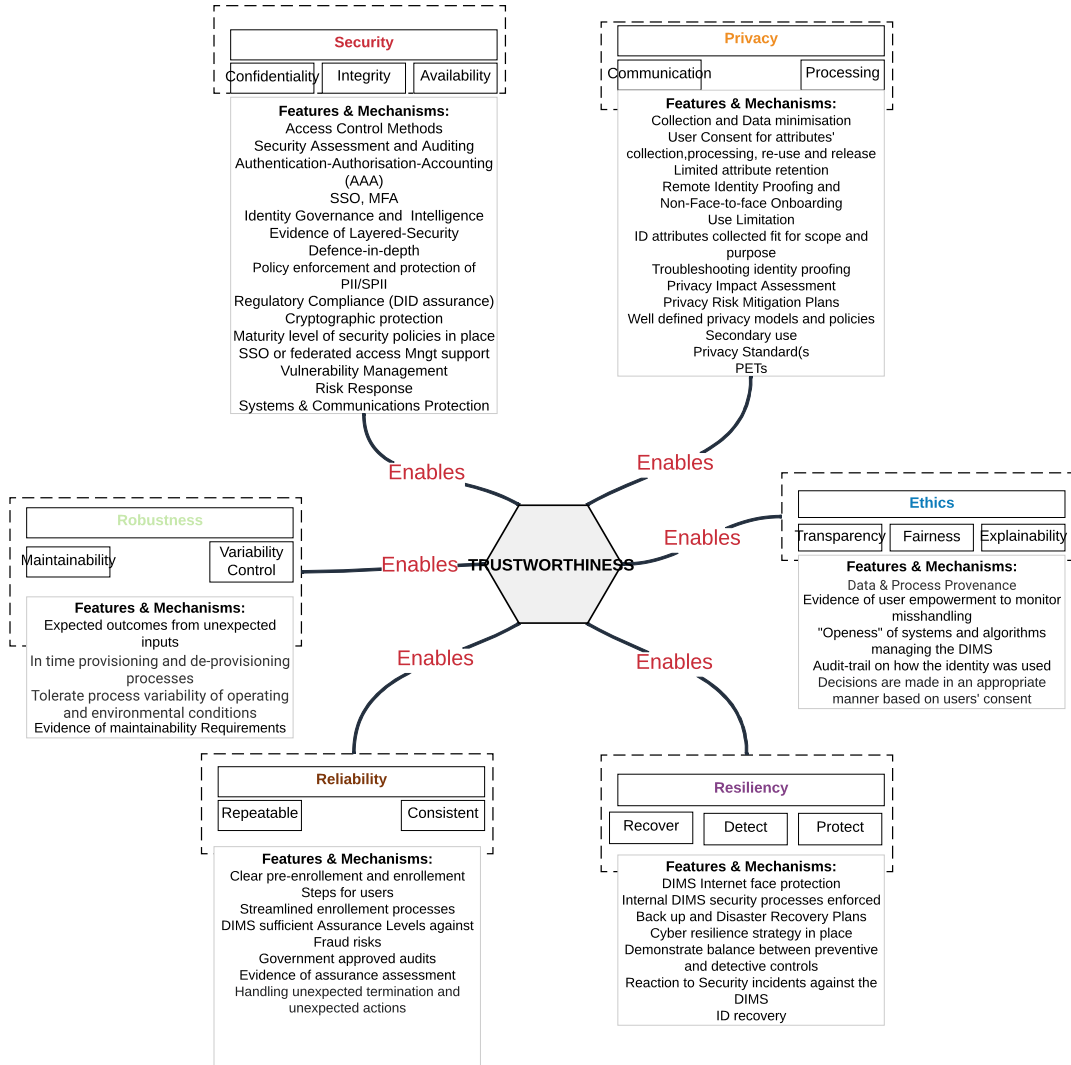 Security
Confidentiality
Integrity
Availability
Features & Mechanisms:
Access Control Methods
Security Assessment and Auditing
Authentication-Authorisation-Accounting
(AAA)
SSO, MFA
Identity Governance and Intelligence
Evidence of Layered-Security
Defence-in-depth
Policy enforcement and protection of
PII/SPII
Regulatory Compliance (DID assurance)
Cryptographic protection
Maturity level of security policies in place
SSO or federated access Mngt support
Vulnerability Management
Risk Response
Systems & Communications Protection
Privacy
Communication
Processing
Features & Mechanisms:
Collection and Data minimisation
User Consent for attributes'
collection,processing, re-use and release
Limited attribute retention
Remote Identity Proofing and
Non-Face-to-face Onboarding
Use Limitation
ID attributes collected fit for scope and
purpose
Troubleshooting identity proofing
Privacy Impact Assessment
Privacy Risk Mitigation Plans
Well defined privacy models and policies
Secondary use
Privacy Standard(s
PETs
Enables
Enables
Robustness
Maintainability
Variability
Control
Features & Mechanisms:
Expected outcomes from unexpected
inputs
In time provisioning and de-provisioning
processes
Tolerate process variability of operating
and environmental conditions
Evidence of maintainability Requirements
Enables
TRUSTWORTHINESS
Enables
Ethics
Transparency
Fairness
Explainability
Features & Mechanisms:
Data & Process Provenance
Evidence of user empowerment to monitor
misshandling
"Openess" of systems and algorithms
managing the DIMS
Audit-trail on how the identity was used
Decisions are made in an appropriate
manner based on users' consent
Enables
Enables
Reliability
Repeatable
Consistent
Features & Mechanisms:
Clear pre-enrollement and enrollement
Steps for users
Streamlined enrollement processes
DIMS sufficient Assurance Levels against
Fraud risks
Government approved audits
Evidence of assurance assessment
Handling unexpected termination and
unexpected actions
Resiliency
Recover
Detect
Protect
Features & Mechanisms:
DIMS Internet face protection
Internal DIMS security processes enforced
Back up and Disaster Recovery Plans
Cyber resilience strategy in place
Demonstrate balance between preventive
and detective controls
Reaction to Security incidents against the
DIMS
ID recovery